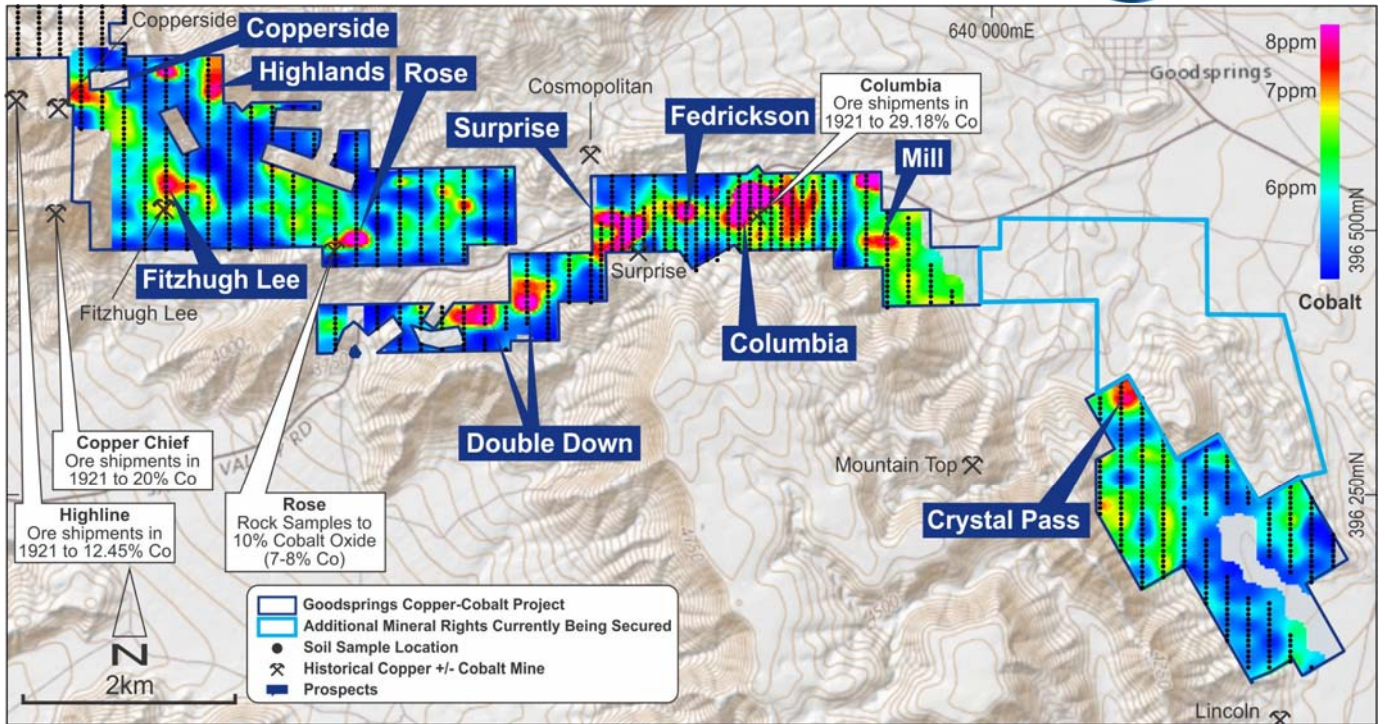 Copperside
Copperside
Highlands
Rose
Cosmopolitan
Surprise
Fedrickson
Columbia
Ore shipments in
1921 to 29.18% Co
Mill
640 000mE
Goodsprings
8ppm
7ppm
6ppm
Cobalt
396 500mN
396 250mN
Fitzhugh Lee
Fitzhugh Lee
Surprise
Columbia
Double Down
4000
VALLEY RD
Mountain Top
Crystal Pass
4500
Copper Chief
Ore shipments in
1921 to 20% Co
Highline
Ore shipments in
1921 to 12.45% Co
Rose
Rock Samples to
10% Cobalt Oxide
(7-8% Co)
N
2km
Goodsprings Copper-Cobalt Project
Additional Mineral Rights Currently Being Secured
Soil Sample Location
Historical Copper +/- Cobalt Mine
Prospects
Lincoln